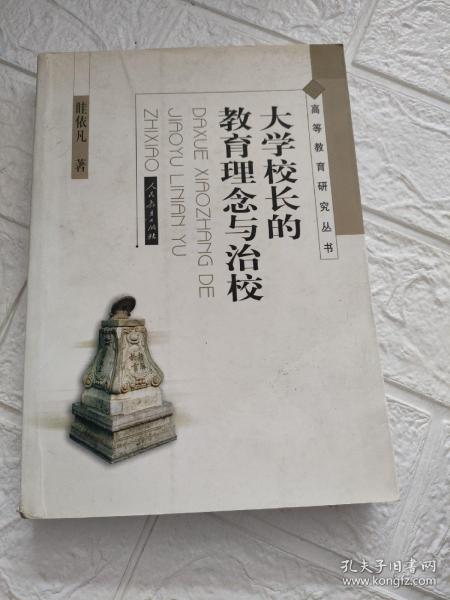 高等教育研究丛书
大学校长的
教育理念与治校
DAXUE XIAOZHANG DE
JIAOYU LINIAN YU
ZHIXIAO
人民教育出版社
眭依凡 著
孔夫子旧书网
www.kongfz.com